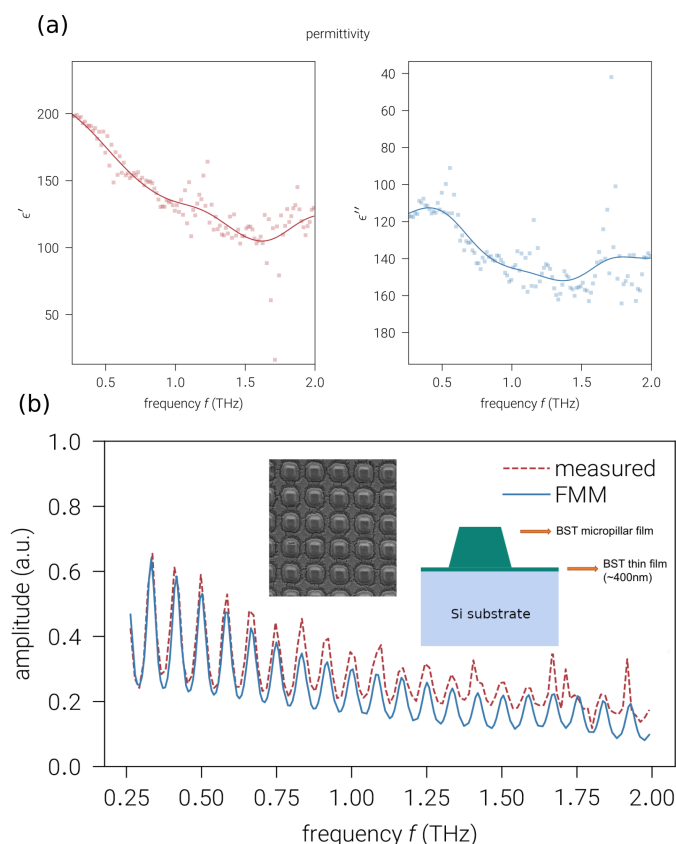 (a)
permittivity
200
150
100
50
ϵ′
0.5
1.0
1.5
2.0
frequency f (THz)
40
60
80
100
120
140
160
180
ϵ′′
0.5
1.0
1.5
2.0
frequency f (THz)
(b)
1.0
0.8
0.6
0.4
0.2
0.0
amplitude (a.u.)
measured
FMM
BST micropillar film
BST thin film
(~400nm)
Si substrate
0.25
0.50
0.75
1.00
1.25
1.50
1.75
2.00
frequency f (THz)